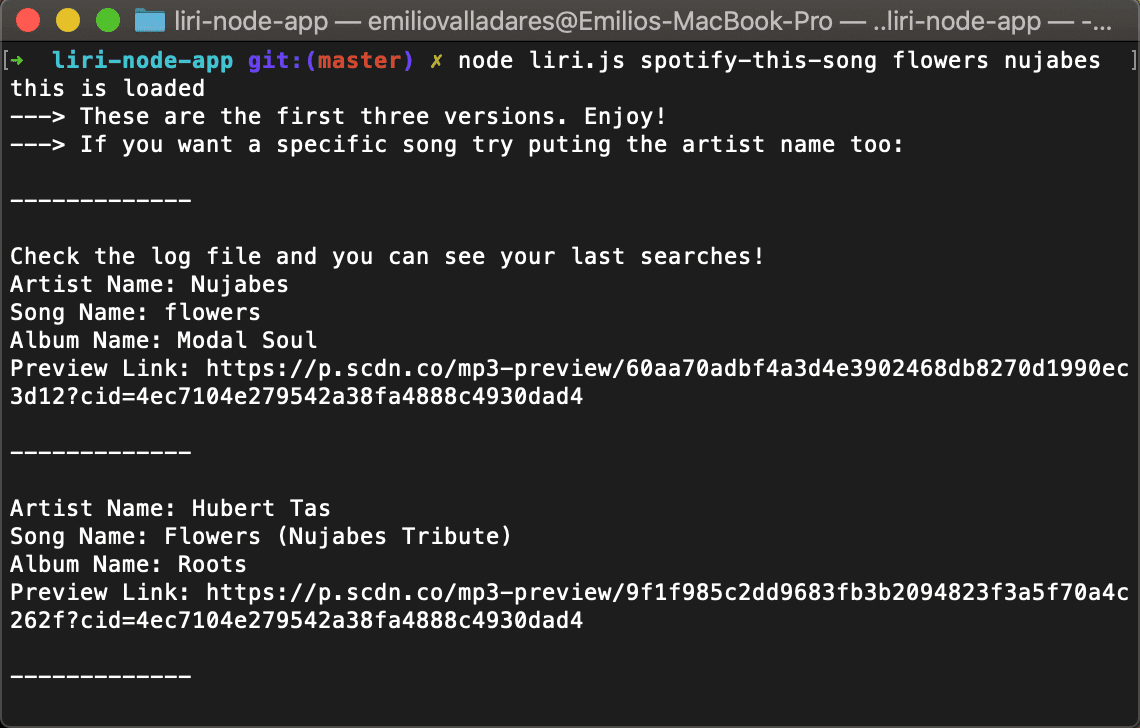 liri-node-app — emiliovalladares@Emilios-MacBook-Pro — ..liri-node-app — -...
[➜  liri-node-app git:(master) ✗ node liri.js spotify-this-song flowers nujabes  ]
this is loaded
---> These are the first three versions. Enjoy!
---> If you want a specific song try puting the artist name too:
-------------
Check the log file and you can see your last searches!
Artist Name: Nujabes
Song Name: flowers
Album Name: Modal Soul
Preview Link: https://p.scdn.co/mp3-preview/60aa70adbf4a3d4e3902468db8270d1990ec
3d12?cid=4ec7104e279542a38fa4888c4930dad4
-------------
Artist Name: Hubert Tas
Song Name: Flowers (Nujabes Tribute)
Album Name: Roots
Preview Link: https://p.scdn.co/mp3-preview/9f1f985c2dd9683fb3b2094823f3a5f70a4c
262f?cid=4ec7104e279542a38fa4888c4930dad4
-------------